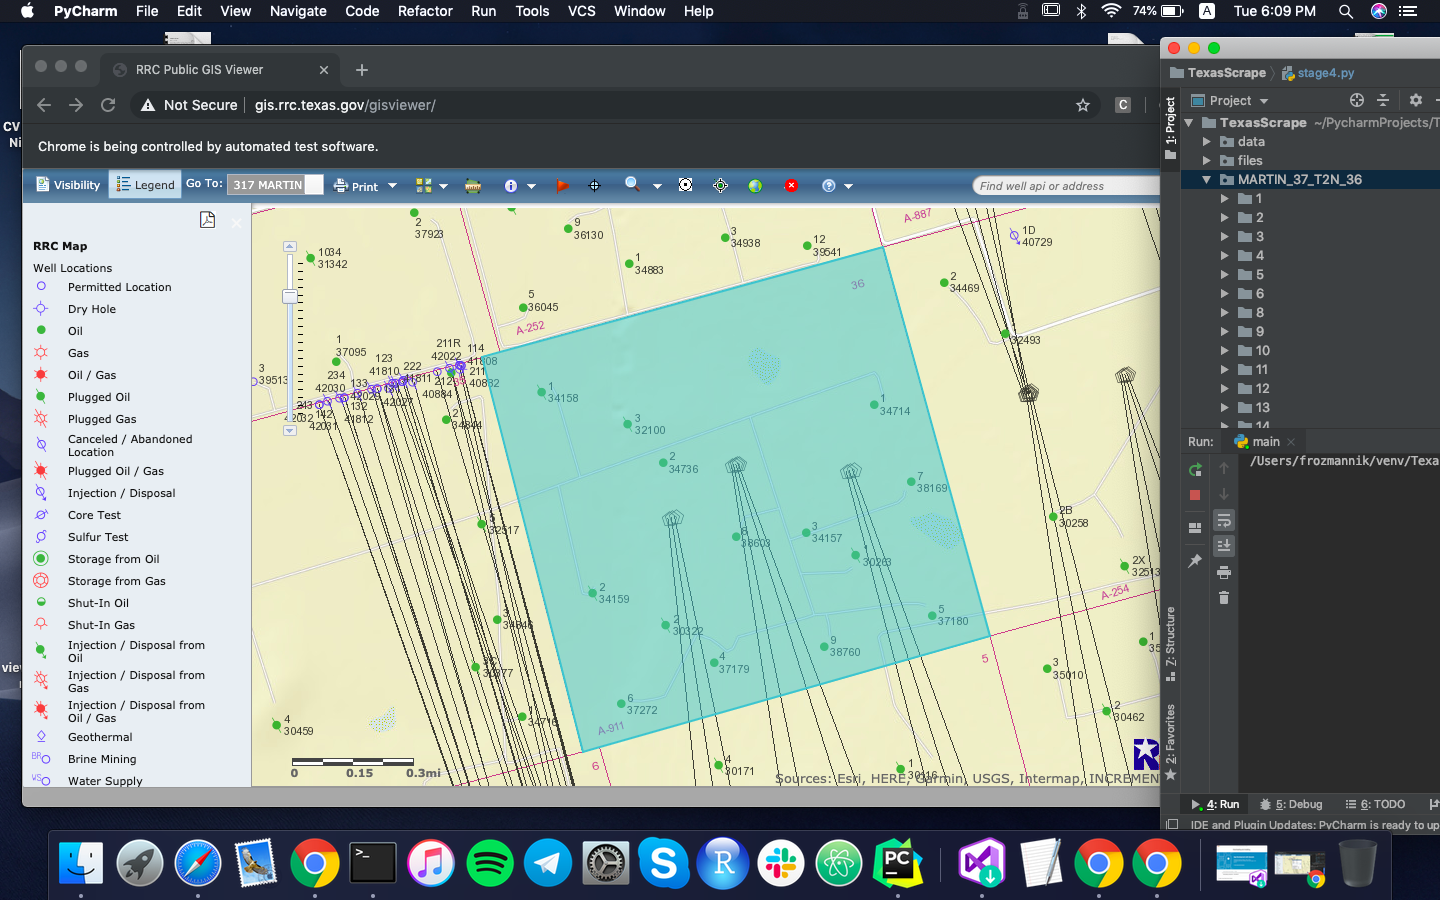 PyCharm File Edit View Navigate Code Refactor Run Tools VCS Window Help
74% A Tue 6:09 PM
RRC Public GIS Viewer
Not Secure gis.rrc.texas.gov/gisviewer/
C
Chrome is being controlled by automated test software.
Visibility Legend Go To: 317 MARTIN Print Find well api or address
RRC Map
Well Locations
Permitted Location
Dry Hole
Oil
Gas
Oil / Gas
Plugged Oil
Plugged Gas
Canceled / Abandoned
Location
Plugged Oil / Gas
Injection / Disposal
Core Test
Sulfur Test
Storage from Oil
Storage from Gas
Shut-In Oil
Shut-In Gas
Injection / Disposal from
Oil
Injection / Disposal from
Gas
Injection / Disposal from
Oil / Gas
Geothermal
Brine Mining
Water Supply
2
37923
9
36130
3
34938
12
39541
A-887
1D
40729
1034
31342
1
34883
2
34469
36
5
36045
A-252
32493
1
37095
211R
42022
114
41808
123
41810
222
41811
211
40882
3
39513
234
42030
133
212
40884
42027
132
41812
142
42031
42032
2
34844
1
34158
3
32100
1
34714
2
34736
7
38169
32517
6
38603
3
34157
30263
2B
30258
2X
32513
A-254
2
34159
3
34846
2
30322
5
37180
9
38760
4
37179
30377
6
37272
A-911
1
34716
4
30459
5
3
35010
2
30462
6
4
30171
1
30116
0 0.15 0.3mi
Sources: Esri, HERE, Garmin, USGS, Intermap, INCREMENT
TexasScrape stage4.py
1: Project
Project
TexasScrape ~/PycharmProjects/T
data
files
MARTIN_37_T2N_36
1
2
3
4
5
6
8
9
10
11
12
13
14
Run: main
/Users/frozmannik/venv/Texa
7: Structure
2: Favorites
4: Run 5: Debug 6: TODO
IDE and Plugin Updates: PyCharm is ready to up
CV
Ni
view
S R PC